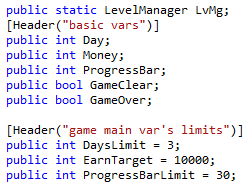 public static LevelManager LvMg;
[Header("basic vars")]
public int Day;
public int Money;
public int ProgressBar;
public bool GameClear;
public bool GameOver;
[Header("game main var's limits")]
public int DaysLimit = 3;
public int EarnTarget = 10000;
public int ProgressBarLimit = 30;